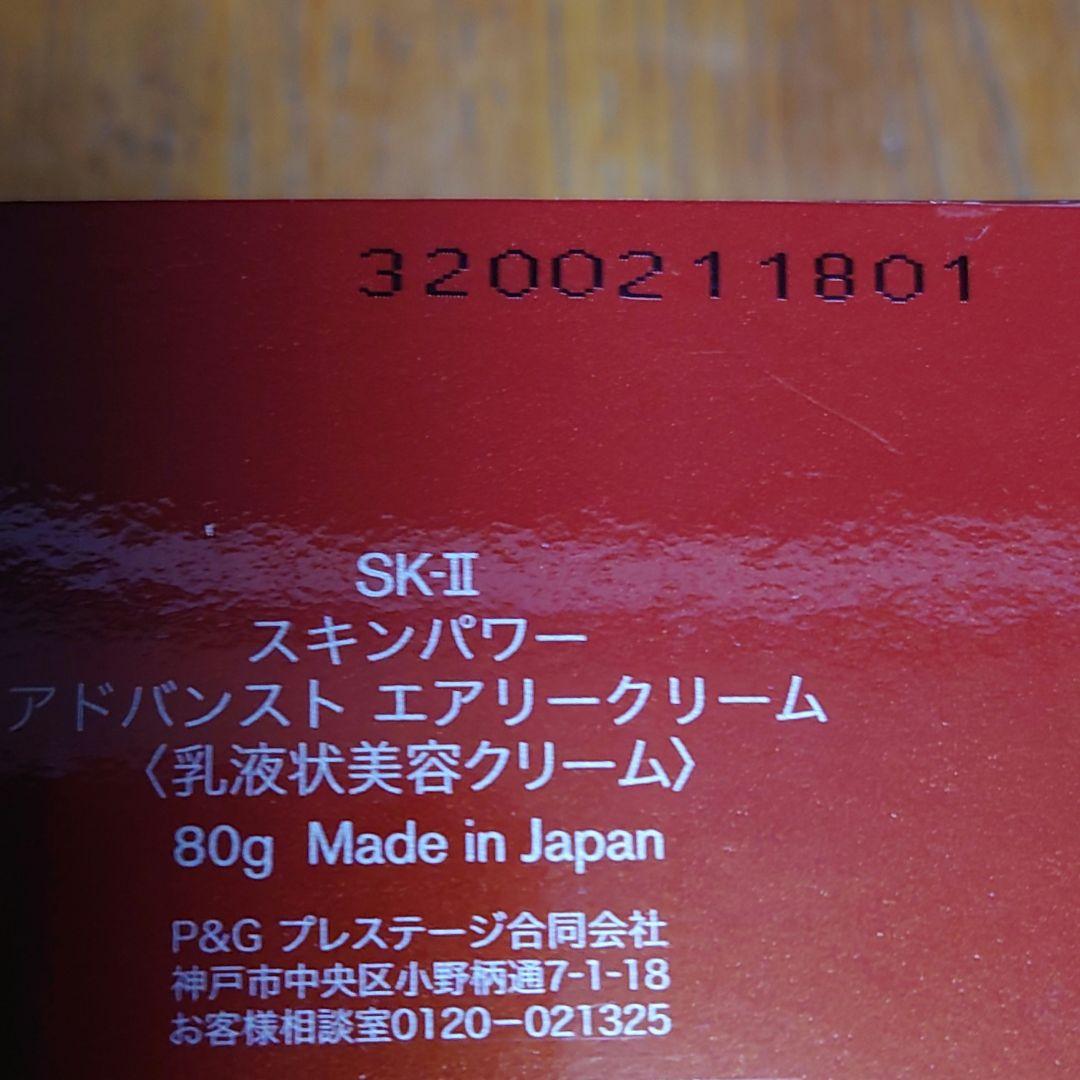 3200211801
SK-Ⅱ
スキンパワー
アドバンスト エアリークリーム
〈乳液状美容クリーム〉
80g Made in Japan
P&G プレステージ合同会社
神戸市中央区小野柄通7-1-18
お客様相談室0120-021325